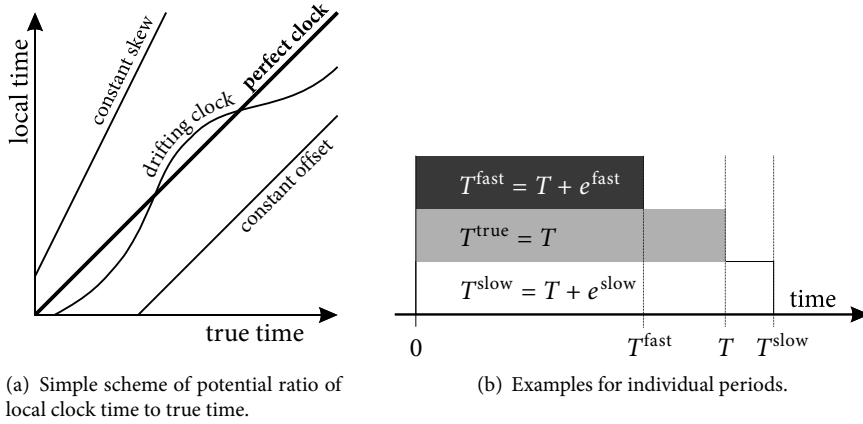 local time
constant skew
drifting clock
perfect clock
constant offset
true time
T^fast = T + e^fast
T^true = T
T^slow = T + e^slow
time
0 T^fast T T^slow
(a) Simple scheme of potential ratio of
local clock time to true time.
(b) Examples for individual periods.